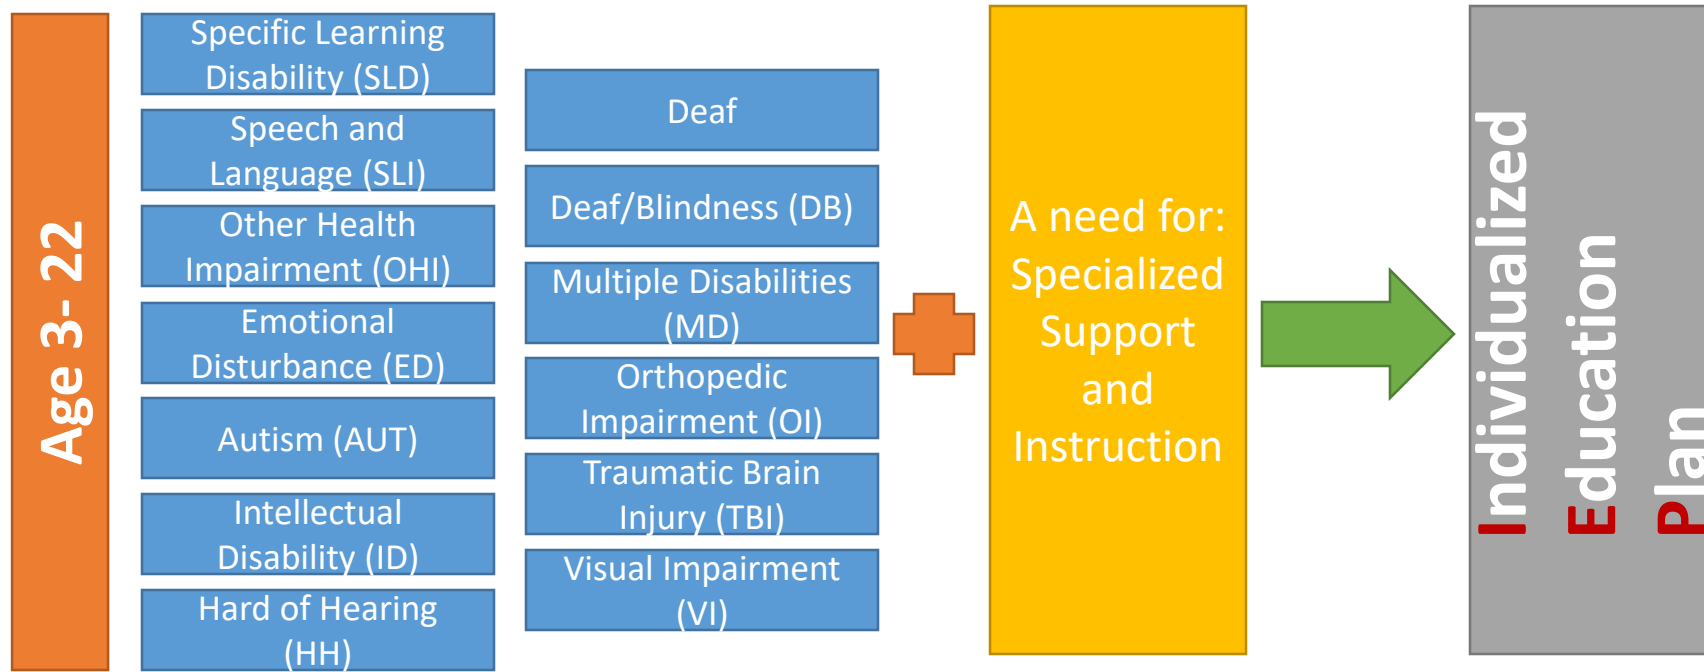 Age 3- 22
Specific Learning
Disability (SLD)
Speech and
Language (SLI)
Other Health
Impairment (OHI)
Emotional
Disturbance (ED)
Autism (AUT)
Intellectual
Disability (ID)
Hard of Hearing
(HH)
Deaf
Deaf/Blindness (DB)
Multiple Disabilities
(MD)
Orthopedic
Impairment (OI)
Traumatic Brain
Injury (TBI)
Visual Impairment
(VI)
A need for:
Specialized
Support
and
Instruction
Individualized
Education
Plan